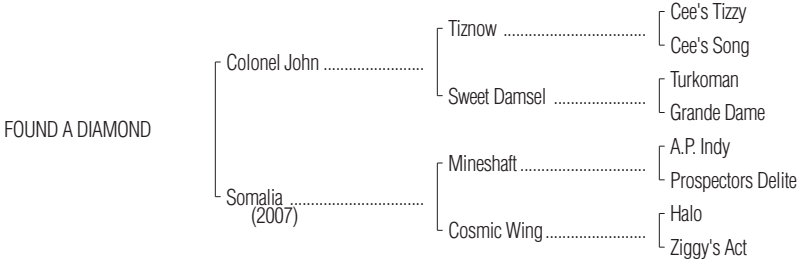 Cee's Tizzy
Tiznow ..............................
Cee's Song
Colonel John .....................
Turkoman
Sweet Damsel ...................
Grande Dame
FOUND A DIAMOND
A.P. Indy
Mineshaft ..........................
Prospectors Delite
Somalia ............................
(2007)
Halo
Cosmic Wing .....................
Ziggy's Act